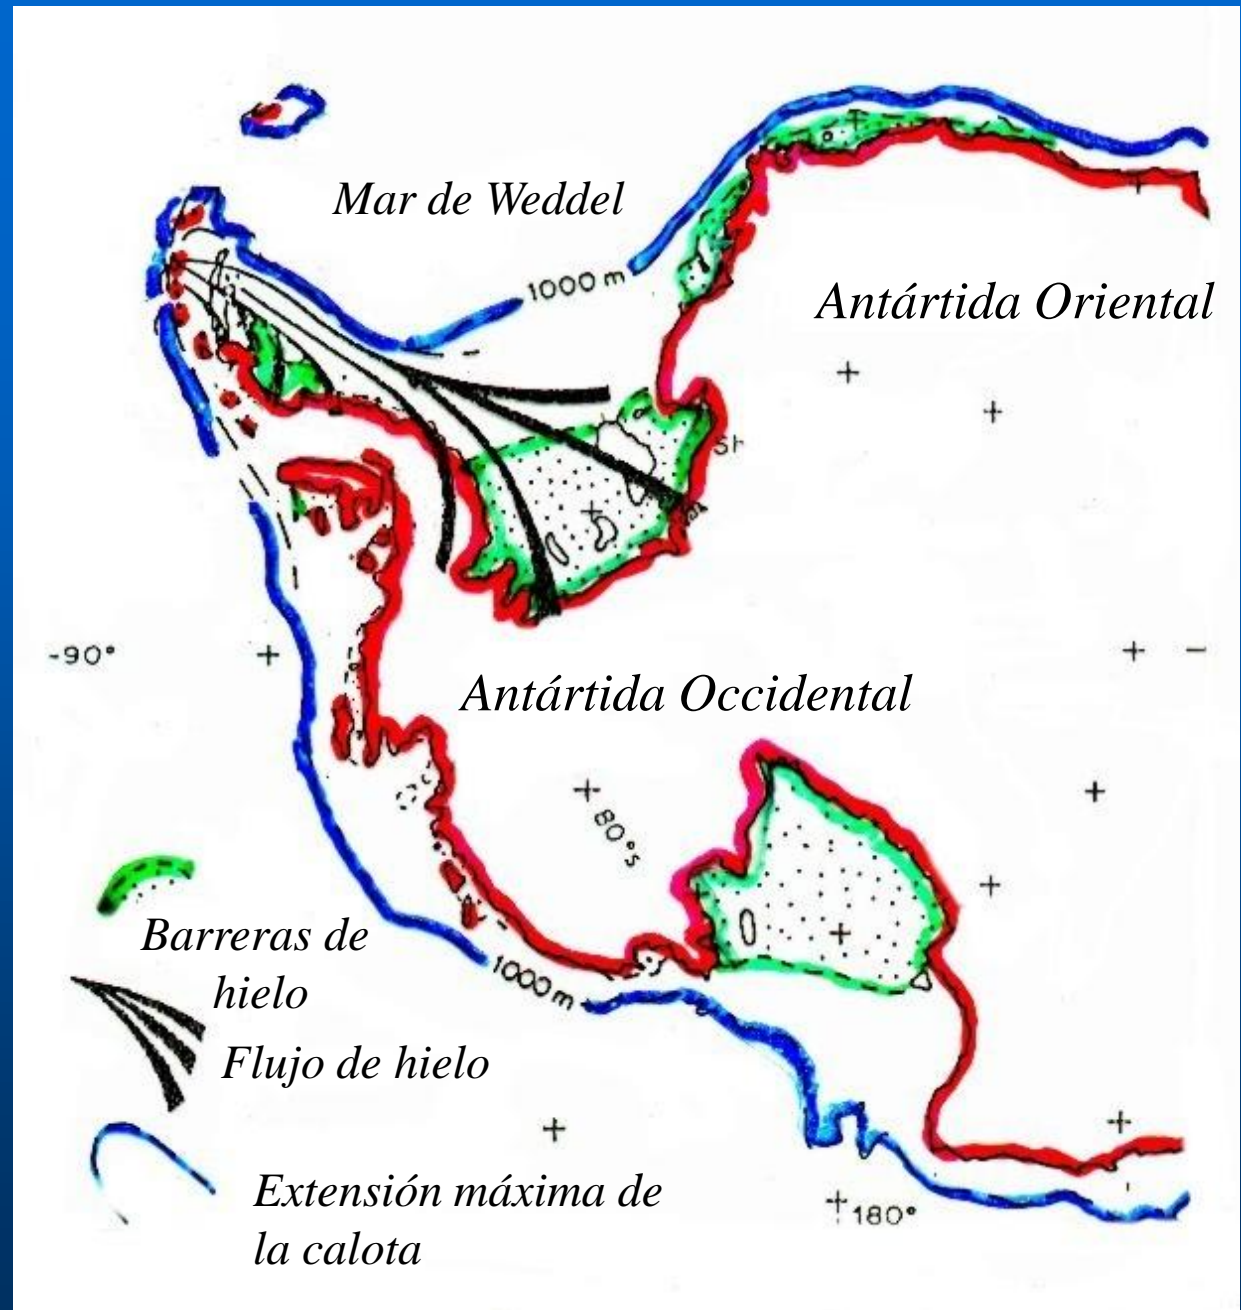 Mar de Weddel
1000 m
Antártida Oriental
-90°
Antártida Occidental
80°s
Barreras de
hielo
1000 m
Flujo de hielo
Extensión máxima de
la calota
180°